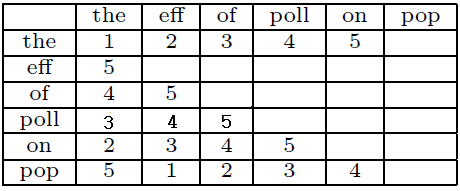 the eff of poll on pop
the 1 2 3 4 5
eff 5
of 4 5
poll 3 4 5
on 2 3 4 5
pop 5 1 2 3 4